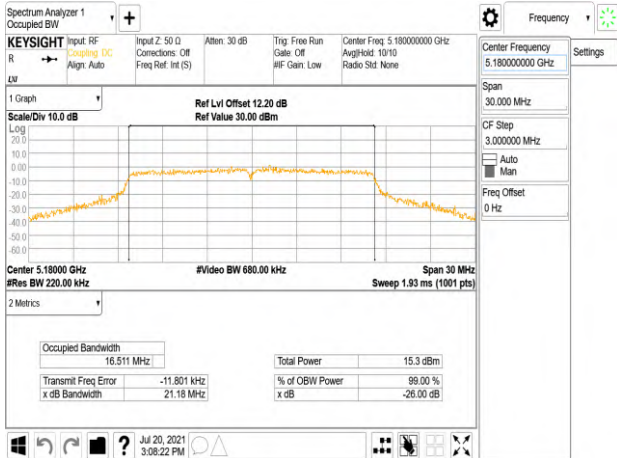 Spectrum Analyzer 1
Occupied BW
Frequency
KEYSIGHT
R
Input: RF
Coupling: DC
Align: Auto
Input Z: 50 Ω
Corrections: Off
Freq Ref: Int (S)
Atten: 30 dB
Trig: Free Run
Gate: Off
#IF Gain: Low
Center Freq: 5.180000000 GHz
Avg|Hold: 10/10
Radio Std: None
Center Frequency
5.180000000 GHz
Settings
Span
30.000 MHz
CF Step
3.000000 MHz
Auto
Man
Freq Offset
0 Hz
1 Graph
Scale/Div 10.0 dB
Ref Lvl Offset 12.20 dB
Ref Value 30.00 dBm
Log
20.0
10.0
0.00
-10.0
-20.0
-30.0
-40.0
-50.0
-60.0
Center 5.18000 GHz
#Res BW 220.00 kHz
#Video BW 680.00 kHz
Span 30 MHz
Sweep 1.93 ms (1001 pts)
2 Metrics
Occupied Bandwidth
16.511 MHz
Total Power 15.3 dBm
Transmit Freq Error -11.801 kHz
% of OBW Power 99.00 %
x dB Bandwidth 21.18 MHz
x dB -26.00 dB
?
Jul 20, 2021
3:08:22 PM